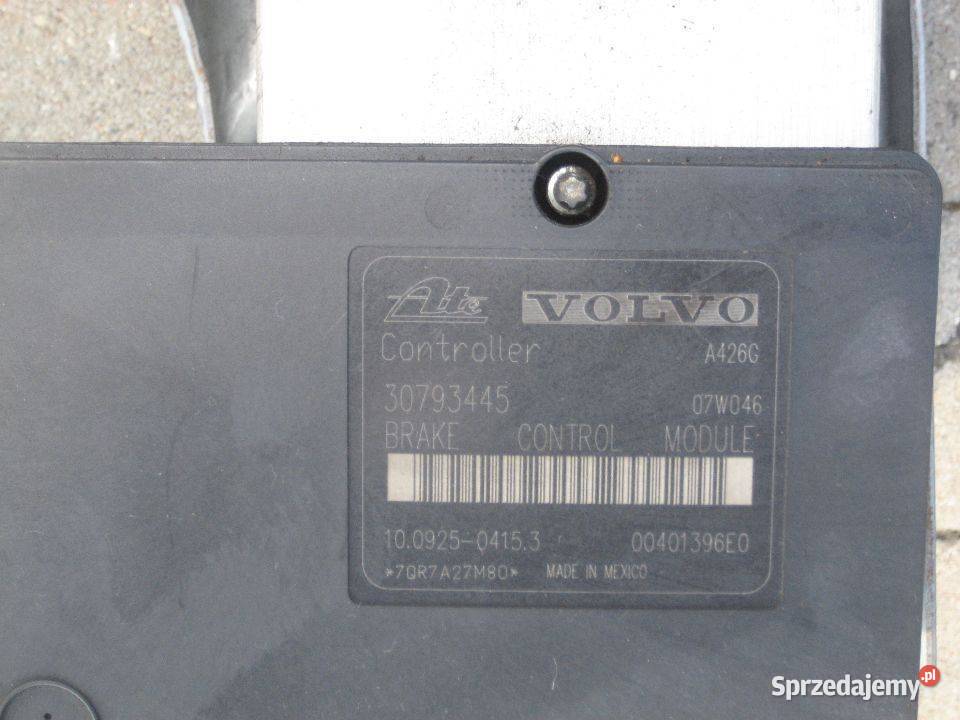 Ate VOLVO
Controller A426G
30793445 07W046
BRAKE CONTROL MODULE
10.0925-0415.3 00401396E0
*7QR7A27M80* MADE IN MEXICO
Sprzedajemy.pl